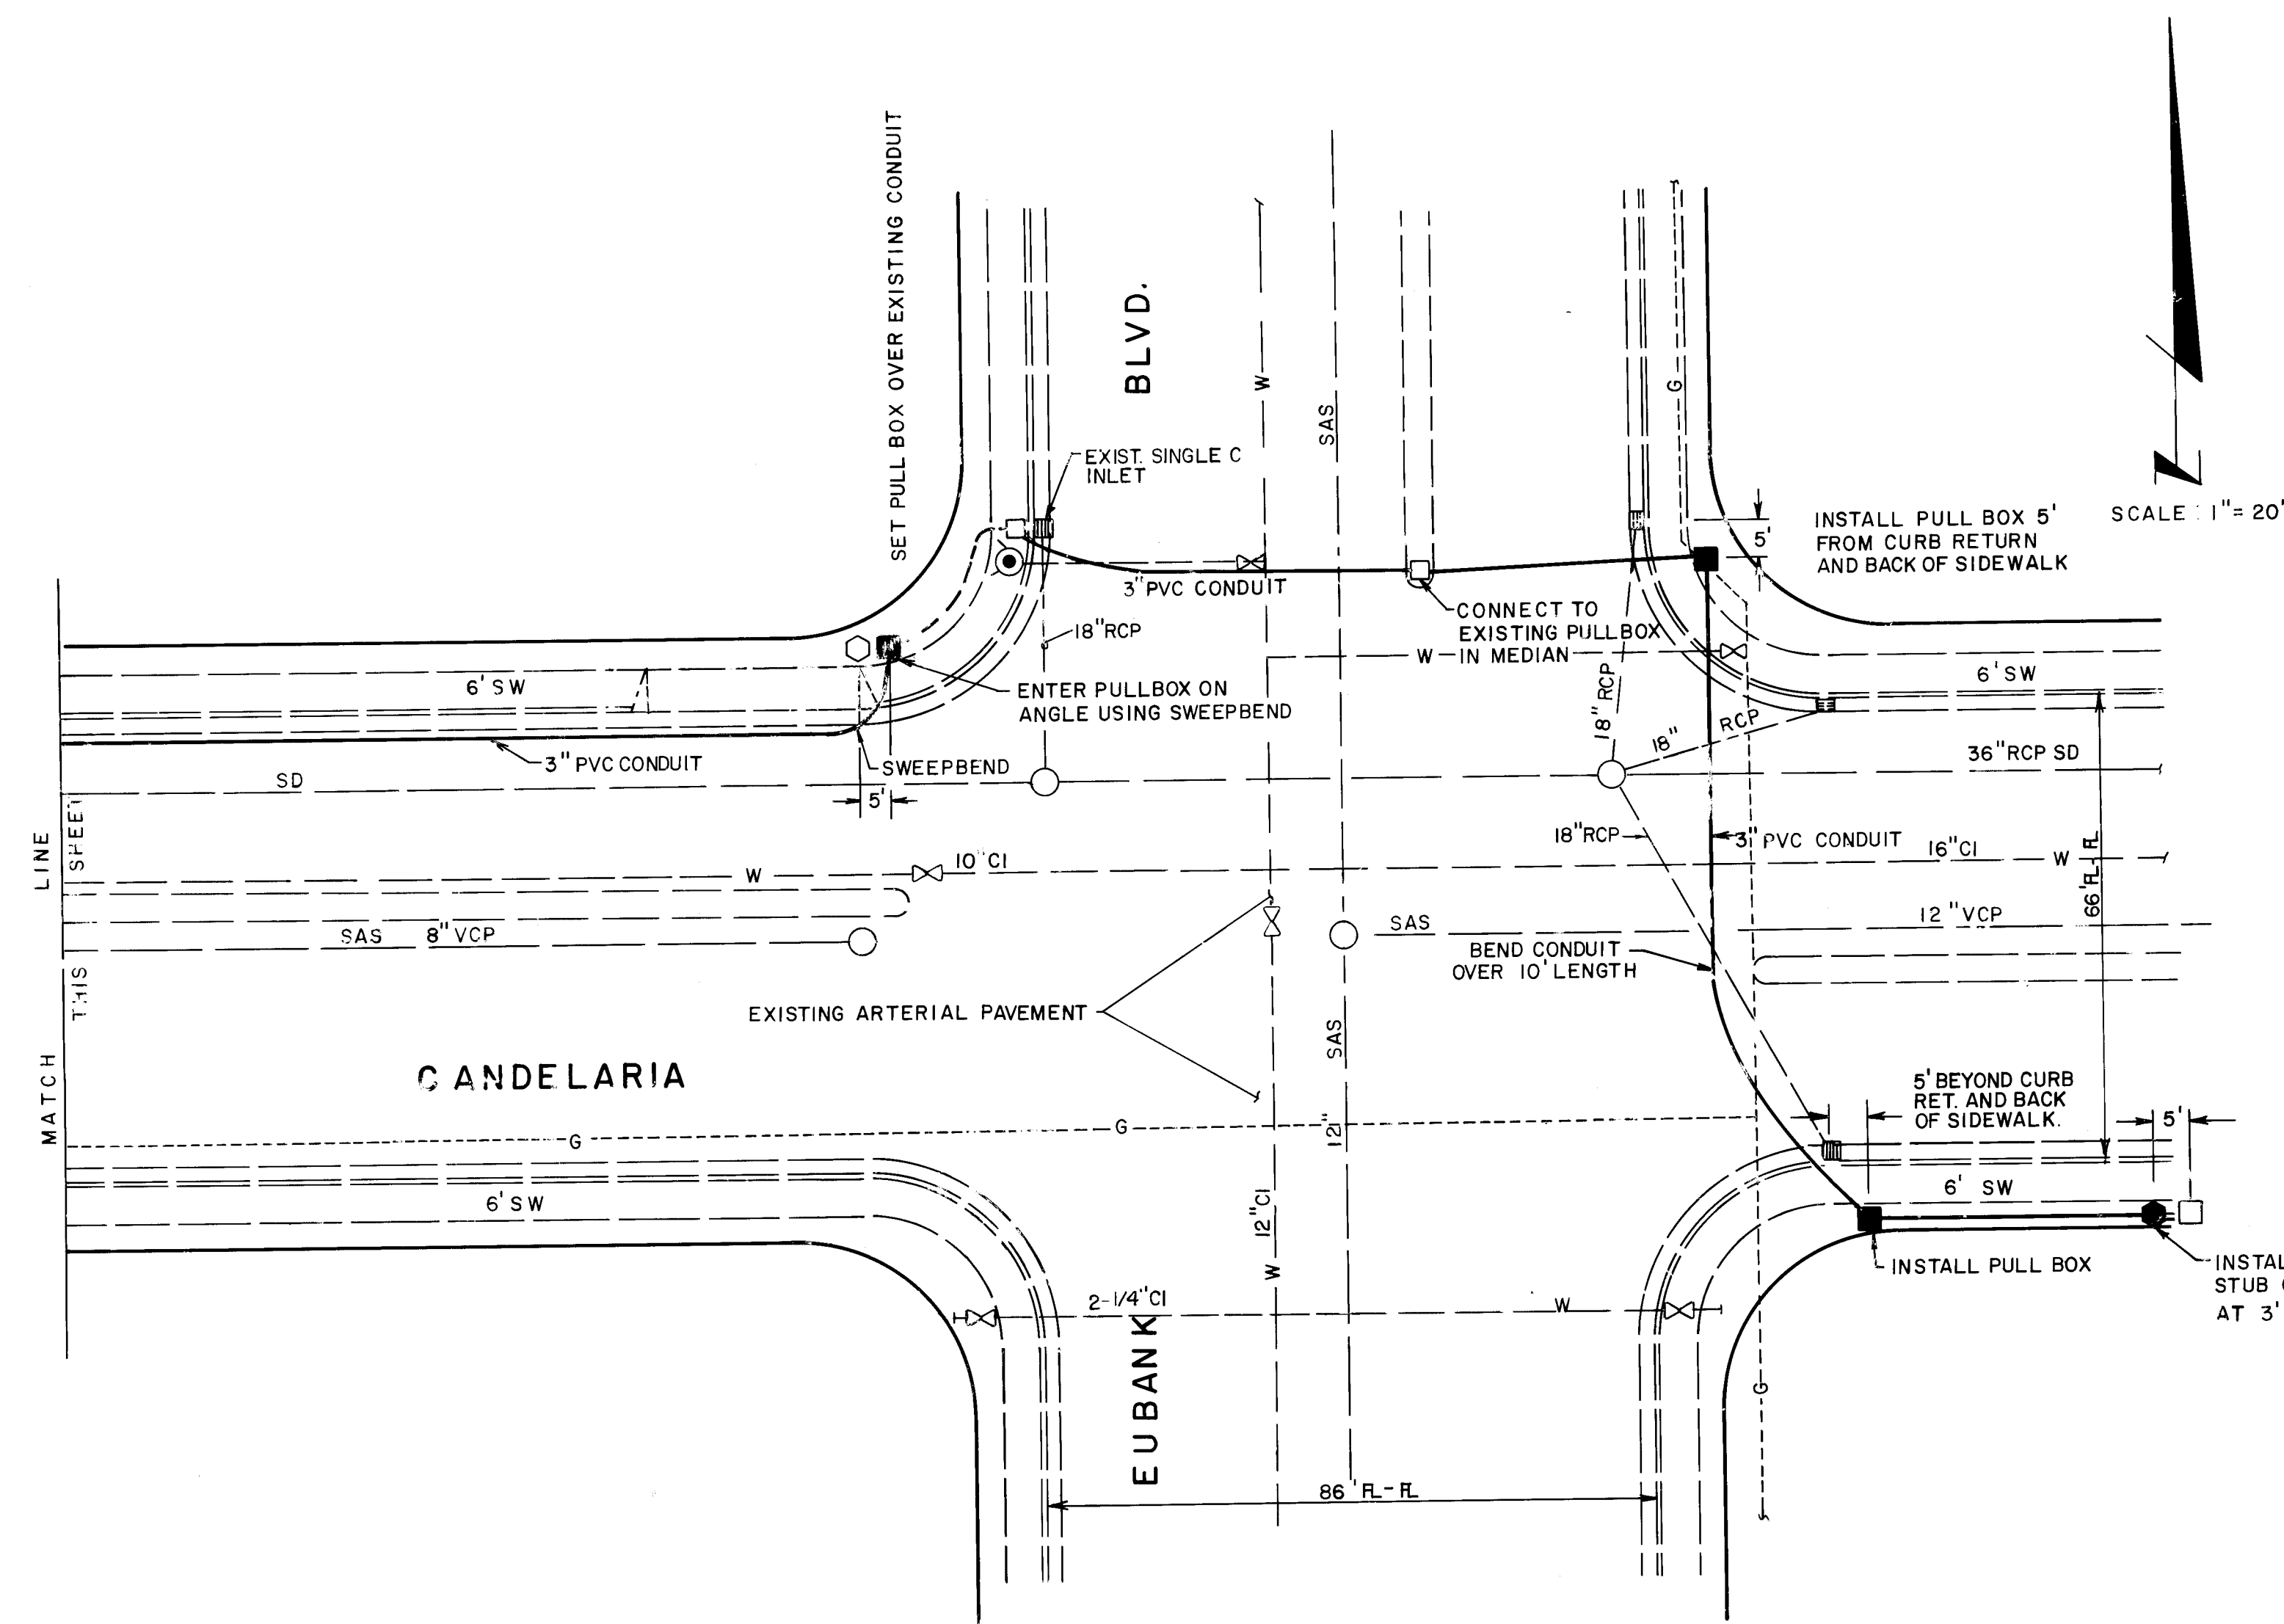 SET PULL BOX OVER EXISTING CONDUIT
BLVD.
W
SAS
G
EXIST. SINGLE C
INLET
INSTALL PULL BOX 5'
FROM CURB RETURN
AND BACK OF SIDEWALK
SCALE : 1"= 20'
5'
3" PVC CONDUIT
CONNECT TO
EXISTING PULLBOX
IN MEDIAN
W
18" RCP
18" RCP
6' SW
6' SW
ENTER PULLBOX ON
ANGLE USING SWEEPBEND
18" RCP
3" PVC CONDUIT
SWEEPBEND
SD
36" RCP SD
5'
MATCH LINE
THIS SHEET
18" RCP
3" PVC CONDUIT
W
10" CI
16" CI
W
66' FL-FL
SAS 8" VCP
SAS
12" VCP
BEND CONDUIT
OVER 10' LENGTH
EXISTING ARTERIAL PAVEMENT
SAS
12"
CANDELARIA
5' BEYOND CURB
RET. AND BACK
OF SIDEWALK.
5'
G
G
6' SW
6' SW
12" CI
W
INSTALL PULL BOX
STUB
AT 3'
2-1/4" CI
W
G
EUBANK
86' FL-FL